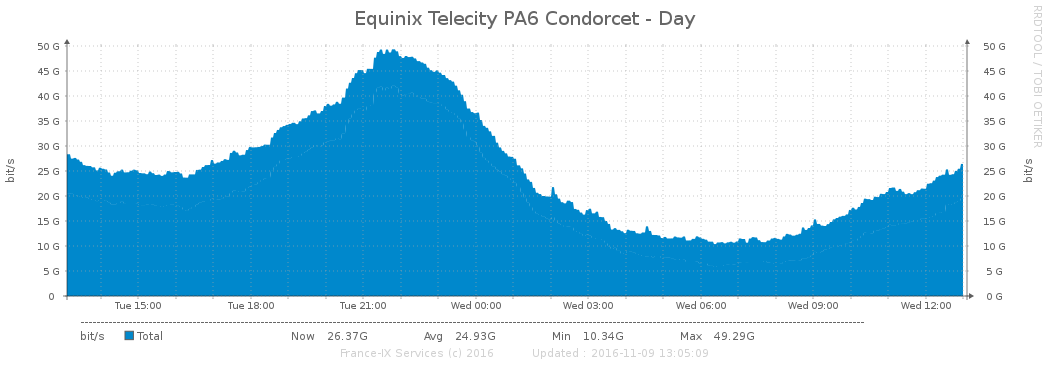 Equinix Telecity PA6 Condorcet - Day
RRDTOOL / TOBI OETIKER
bit/s
50 G 50 G
45 G 45 G
40 G 40 G
35 G 35 G
30 G 30 G
25 G 25 G
20 G 20 G
15 G 15 G
10 G 10 G
5 G 5 G
0 0 G
bit/s
Tue 15:00 Tue 18:00 Tue 21:00 Wed 00:00 Wed 03:00 Wed 06:00 Wed 09:00 Wed 12:00
bit/s Total Now 26.37G Avg 24.93G Min 10.34G Max 49.29G
France-IX Services (c) 2016 Updated : 2016-11-09 13:05:09